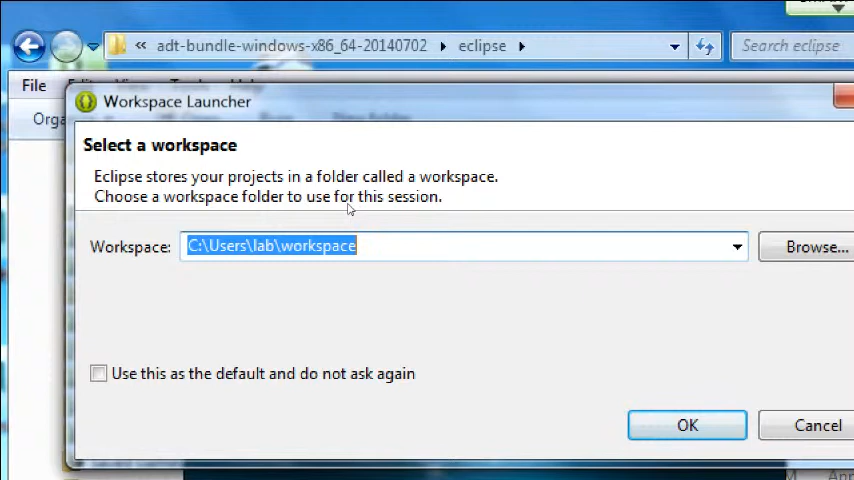 « adt-bundle-windows-x86_64-20140702 eclipse Search eclipse
File
Workspace Launcher
Select a workspace
Eclipse stores your projects in a folder called a workspace.
Choose a workspace folder to use for this session.
Workspace: C:\Users\lab\workspace Browse...
Use this as the default and do not ask again
OK Cancel